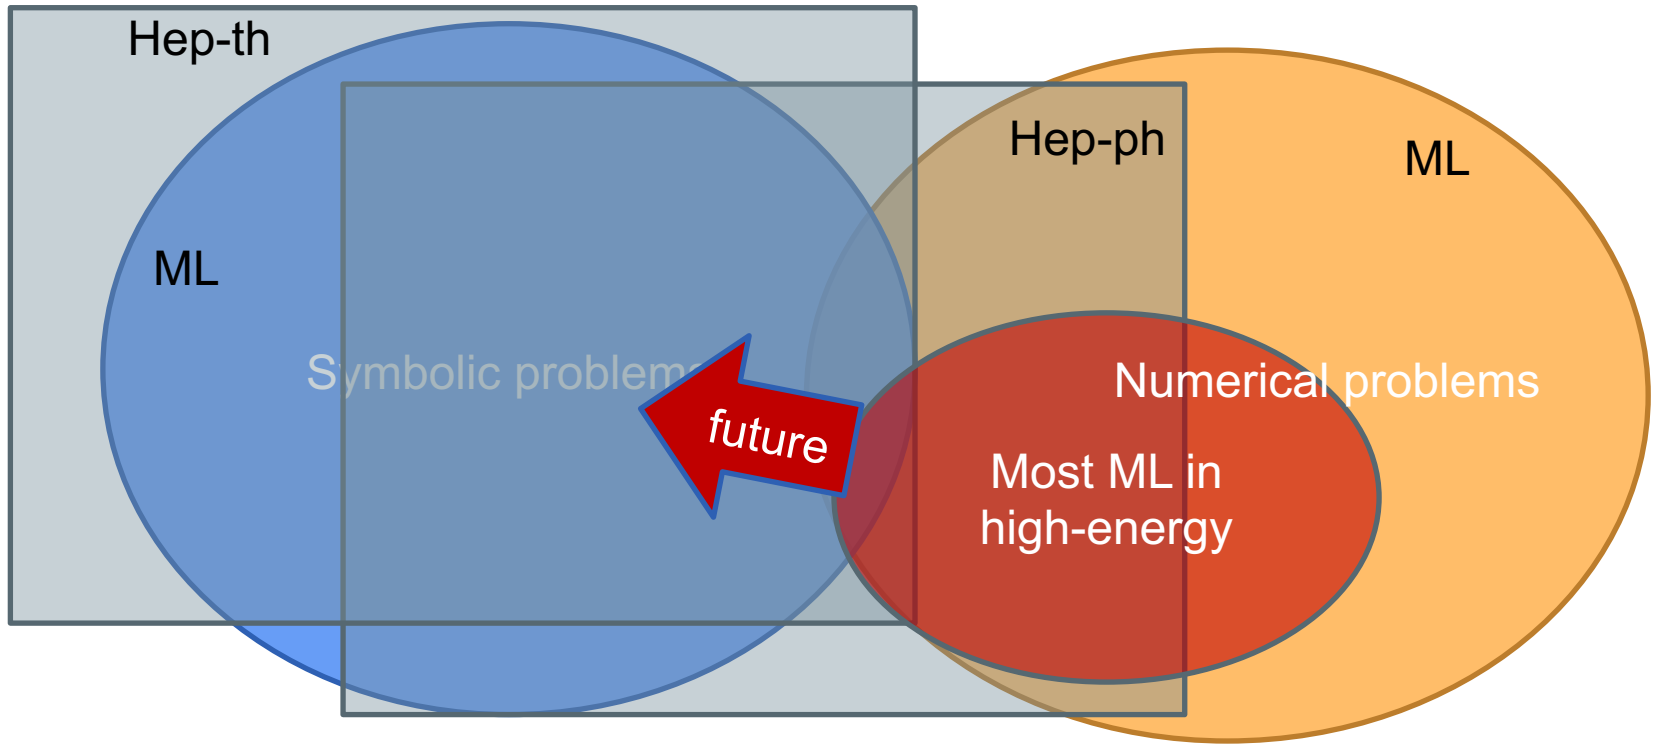 Hep-th
Hep-ph
ML
ML
Symbolic problems
Numerical problems
future
Most ML in
high-energy